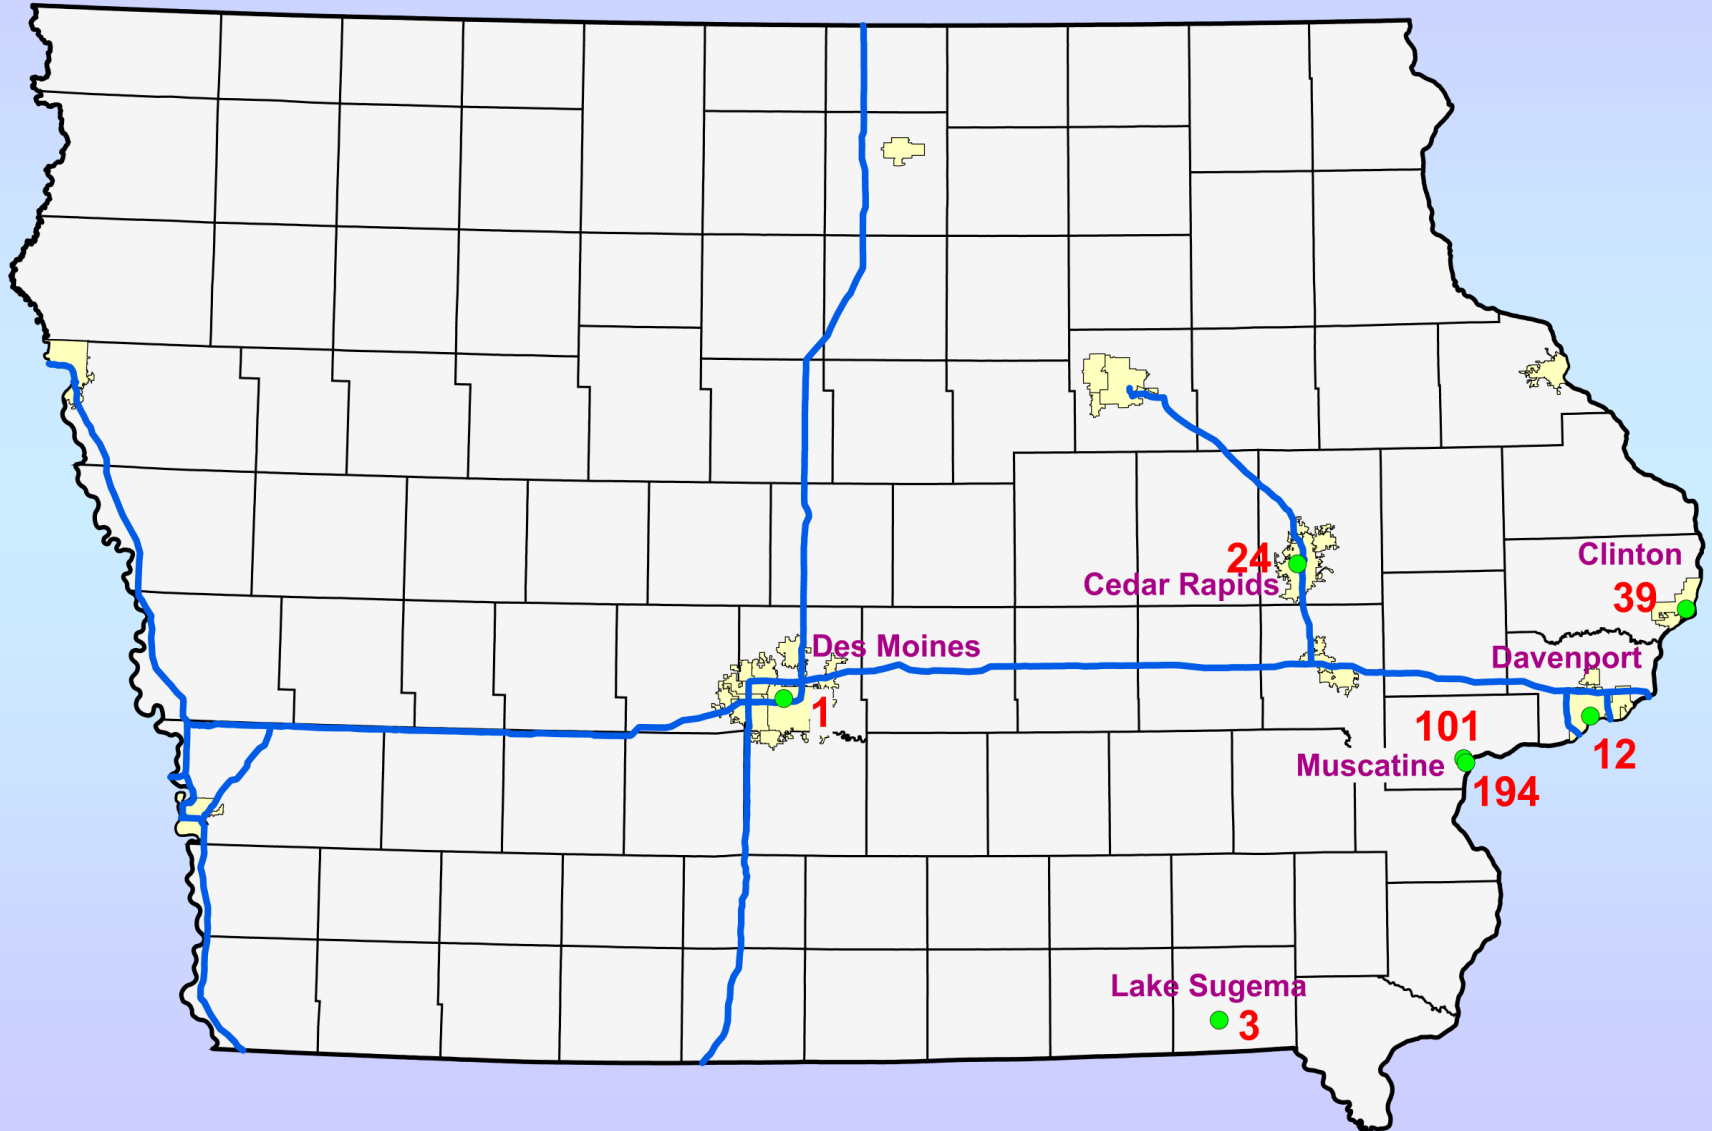 Clinton
24
Cedar Rapids
39
Des Moines
Davenport
1
101
12
Muscatine
194
Lake Sugema
3